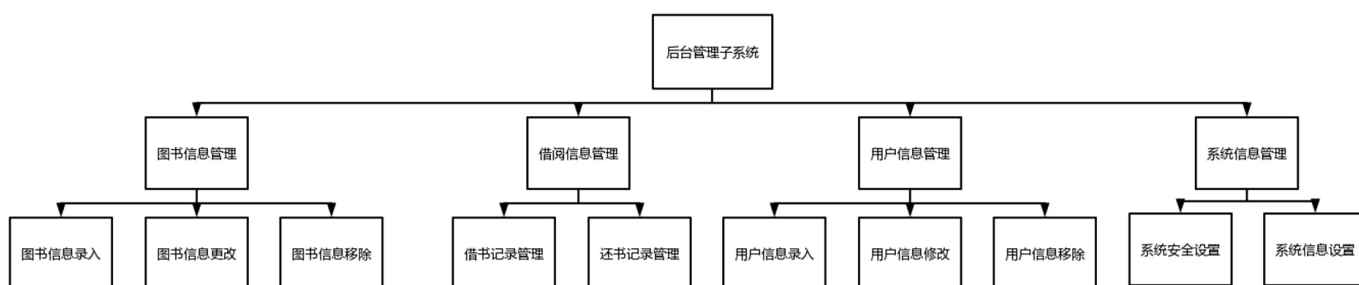 后台管理子系统
图书信息管理
借阅信息管理
用户信息管理
系统信息管理
图书信息录入
图书信息更改
图书信息移除
借书记录管理
还书记录管理
用户信息录入
用户信息修改
用户信息移除
系统安全设置
系统信息设置